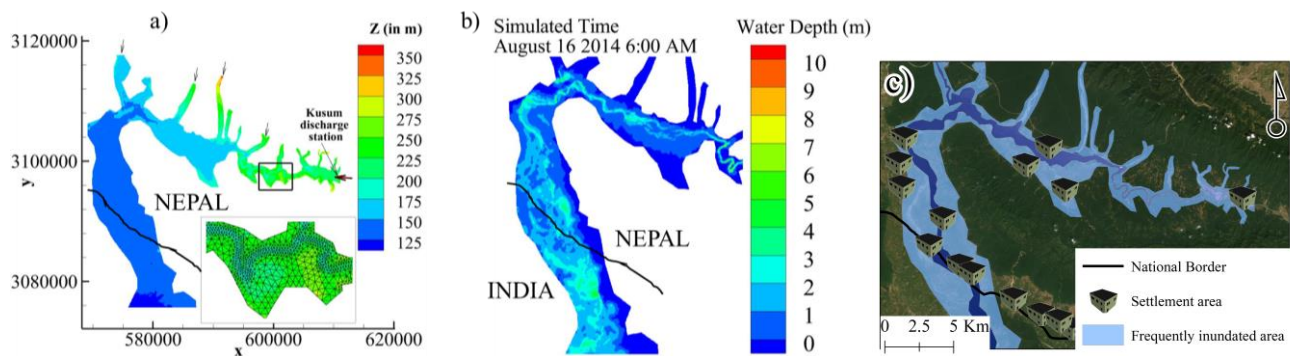 a)
Z (in m)
350
325
300
275
250
225
200
175
150
125
3120000
3100000
3080000
y
580000
600000
620000
x
Kusum
discharge
station
NEPAL
b)
Simulated Time
August 16 2014 6:00 AM
Water Depth (m)
10
9
8
7
6
5
4
3
2
1
0
NEPAL
INDIA
c)
National Border
Settlement area
Frequently inundated area
0 2.5 5 Km